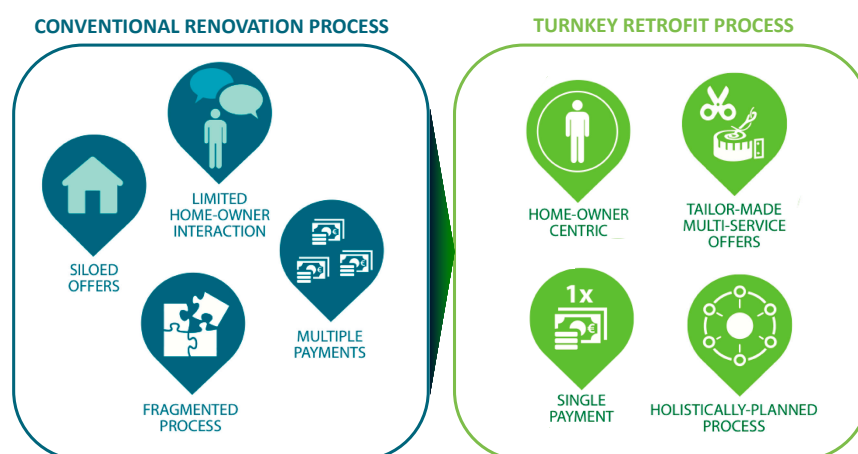 CONVENTIONAL RENOVATION PROCESS
LIMITED
HOME-OWNER
INTERACTION
SILOED
OFFERS
MULTIPLE
PAYMENTS
FRAGMENTED
PROCESS
TURNKEY RETROFIT PROCESS
HOME-OWNER
CENTRIC
TAILOR-MADE
MULTI-SERVICE
OFFERS
1x
SINGLE
PAYMENT
HOLISTICALLY-PLANNED
PROCESS